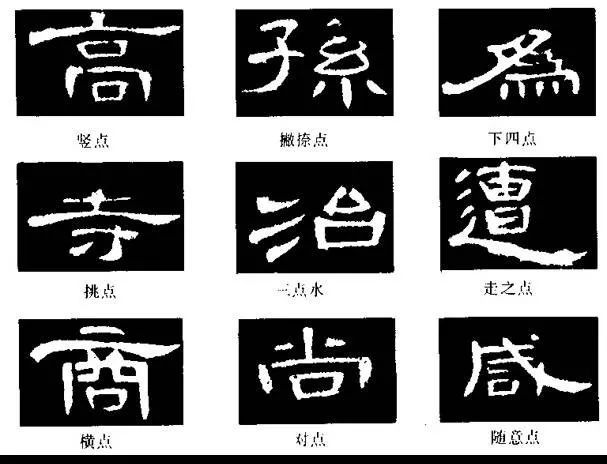 高 孫 為
竖点 撇捺点 下四点
寺 治 遭
挑点 三点水 走之点
商 尚 感
横点 对点 随意点